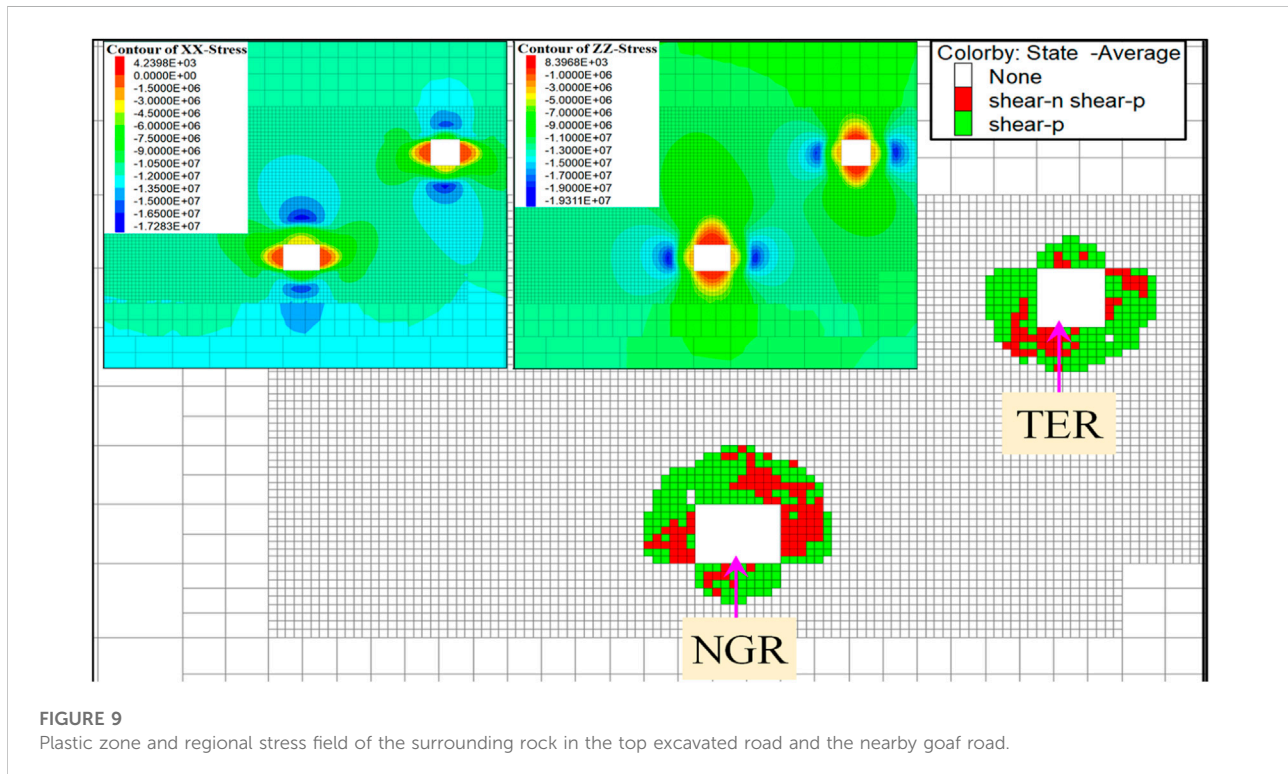 Contour of XX-Stress
4.2398E+03
0.0000E+00
-1.5000E+06
-3.0000E+06
-4.5000E+06
-6.0000E+06
-7.5000E+06
-9.0000E+06
-1.0500E+07
-1.2000E+07
-1.3500E+07
-1.5000E+07
-1.6500E+07
-1.7283E+07
Contour of ZZ-Stress
8.3968E+03
-1.0000E+06
-3.0000E+06
-5.0000E+06
-7.0000E+06
-9.0000E+06
-1.1000E+07
-1.3000E+07
-1.5000E+07
-1.7000E+07
-1.9000E+07
-1.9311E+07
Colorby: State -Average
None
shear-n shear-p
shear-p
TER
NGR
FIGURE 9
Plastic zone and regional stress field of the surrounding rock in the top excavated road and the nearby goaf road.